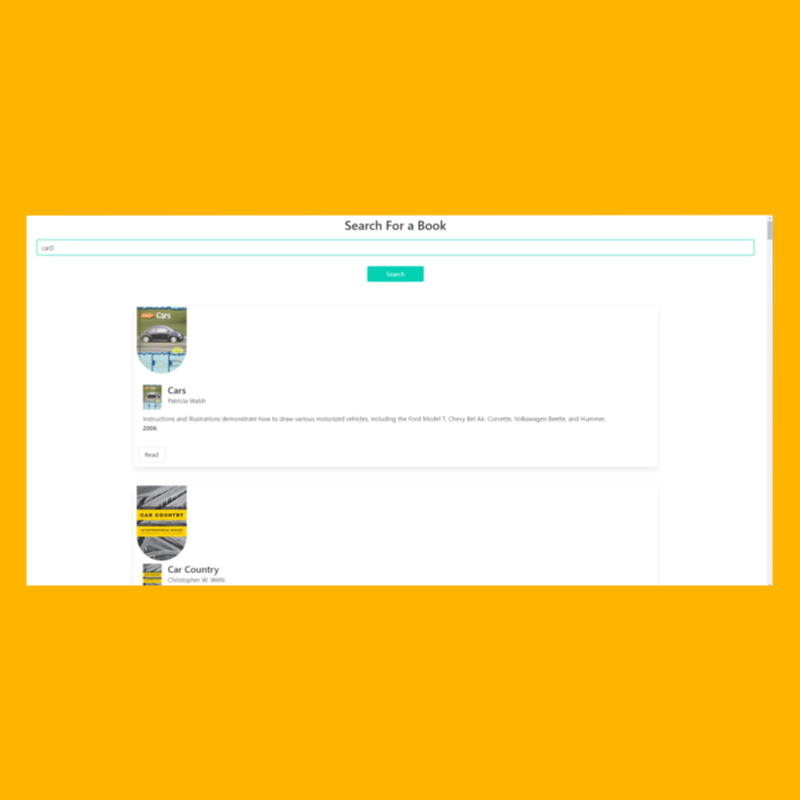 Search For a Book
carD
Search
Cars
Cars
Patricia Walsh
Instructions and illustrations demonstrate how to draw various motorized vehicles, including the Ford Model T, Chevy Bel Air, Corvette, Volkswagen Beetle, and Hummer.
2006
Read
CAR COUNTRY
Car Country
Christopher W. Wells